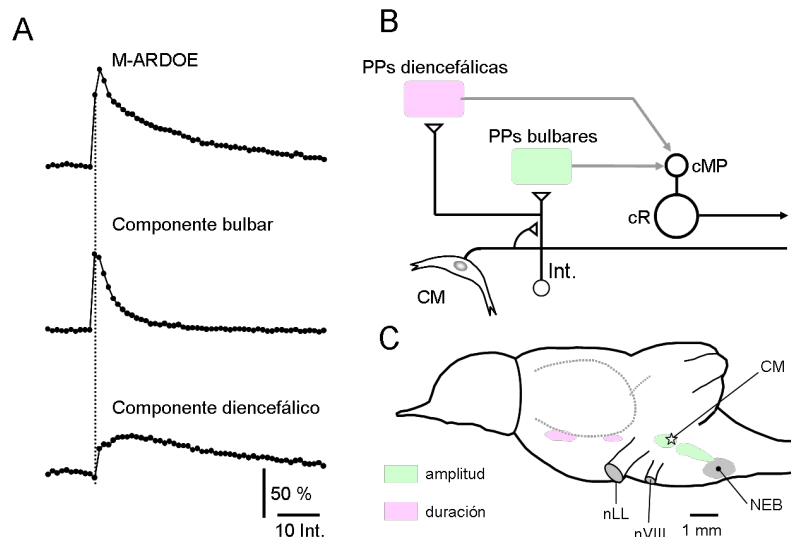 A
M-ARDOE
Componente bulbar
Componente diencefálico
50 %
10 Int.
B
PPs diencefálicas
PPs bulbares
cMP
cR
Int.
CM
C
CM
amplitud
duración
nLL
nVIII
NEB
1 mm